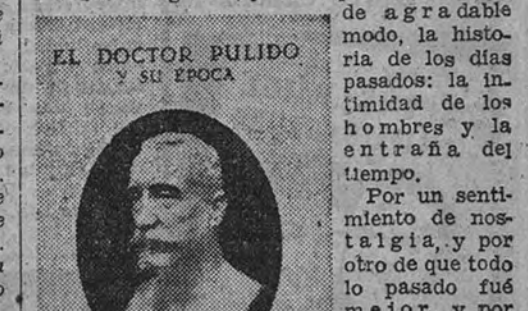 EL DOCTOR PULIDO
Y SU ÉPOCA
de agradable
modo, la histo-
ria de los días
pasados: la in-
timidad de los
hombres y la
entraña del
tiempo.
Por un senti-
miento de nos-
talgia, y por
otro de que todo
lo pasado fué
mejor, y por